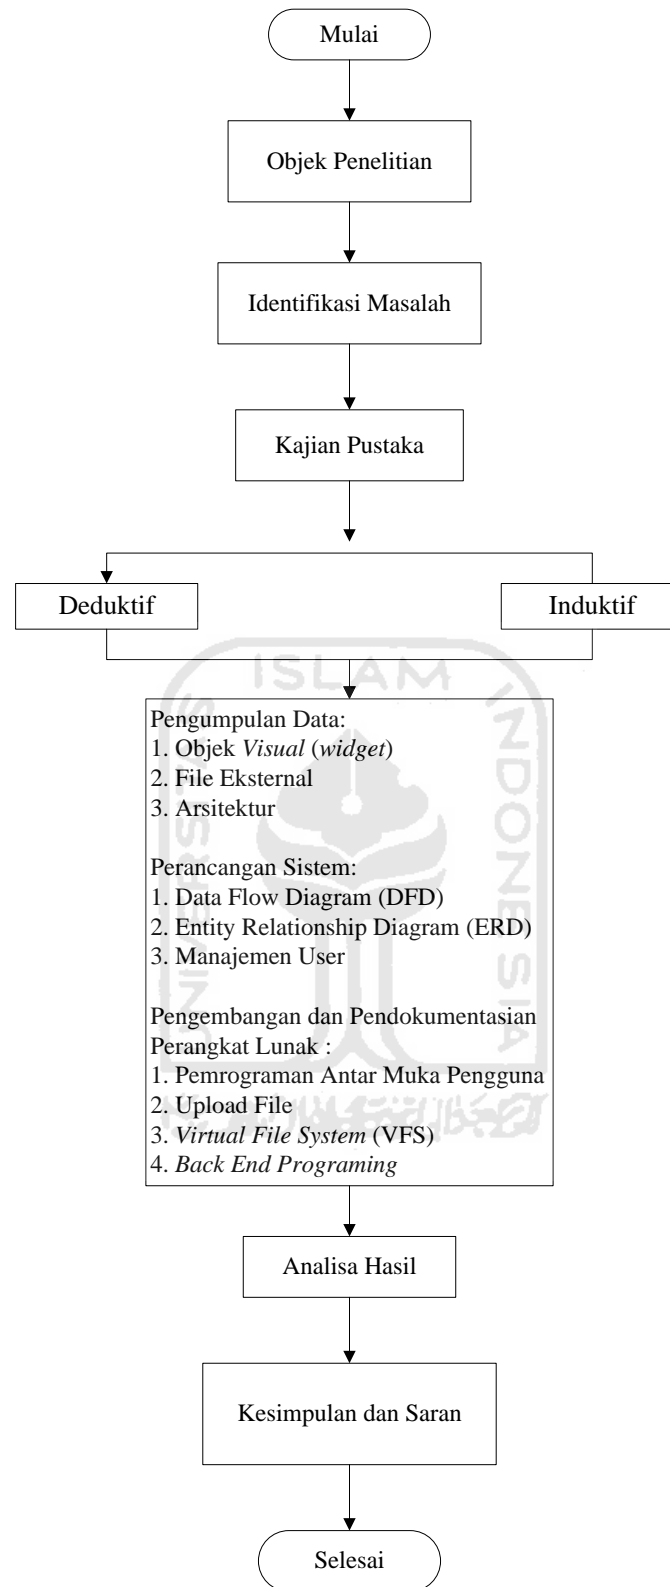 Mulai
Objek Penelitian
Identifikasi Masalah
Kajian Pustaka
Deduktif
Induktif
ISLAM
UNIVERSITAS
INDONESIA
Pengumpulan Data:
1. Objek Visual (widget)
2. File Eksternal
3. Arsitektur
Perancangan Sistem:
1. Data Flow Diagram (DFD)
2. Entity Relationship Diagram (ERD)
3. Manajemen User
Pengembangan dan Pendokumentasian
Perangkat Lunak :
1. Pemrograman Antar Muka Pengguna
2. Upload File
3. Virtual File System (VFS)
4. Back End Programing
Analisa Hasil
Kesimpulan dan Saran
Selesai